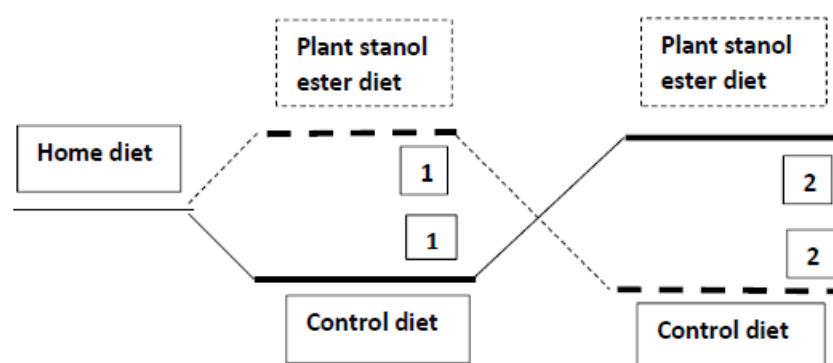 Plant stanol
ester diet
Plant stanol
ester diet
Home diet
1
2
1
2
Control diet
Control diet